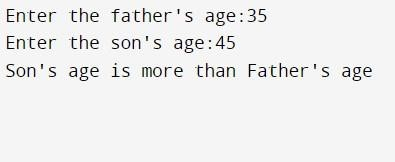 Enter the father's age:35
Enter the son's age:45
Son's age is more than Father's age